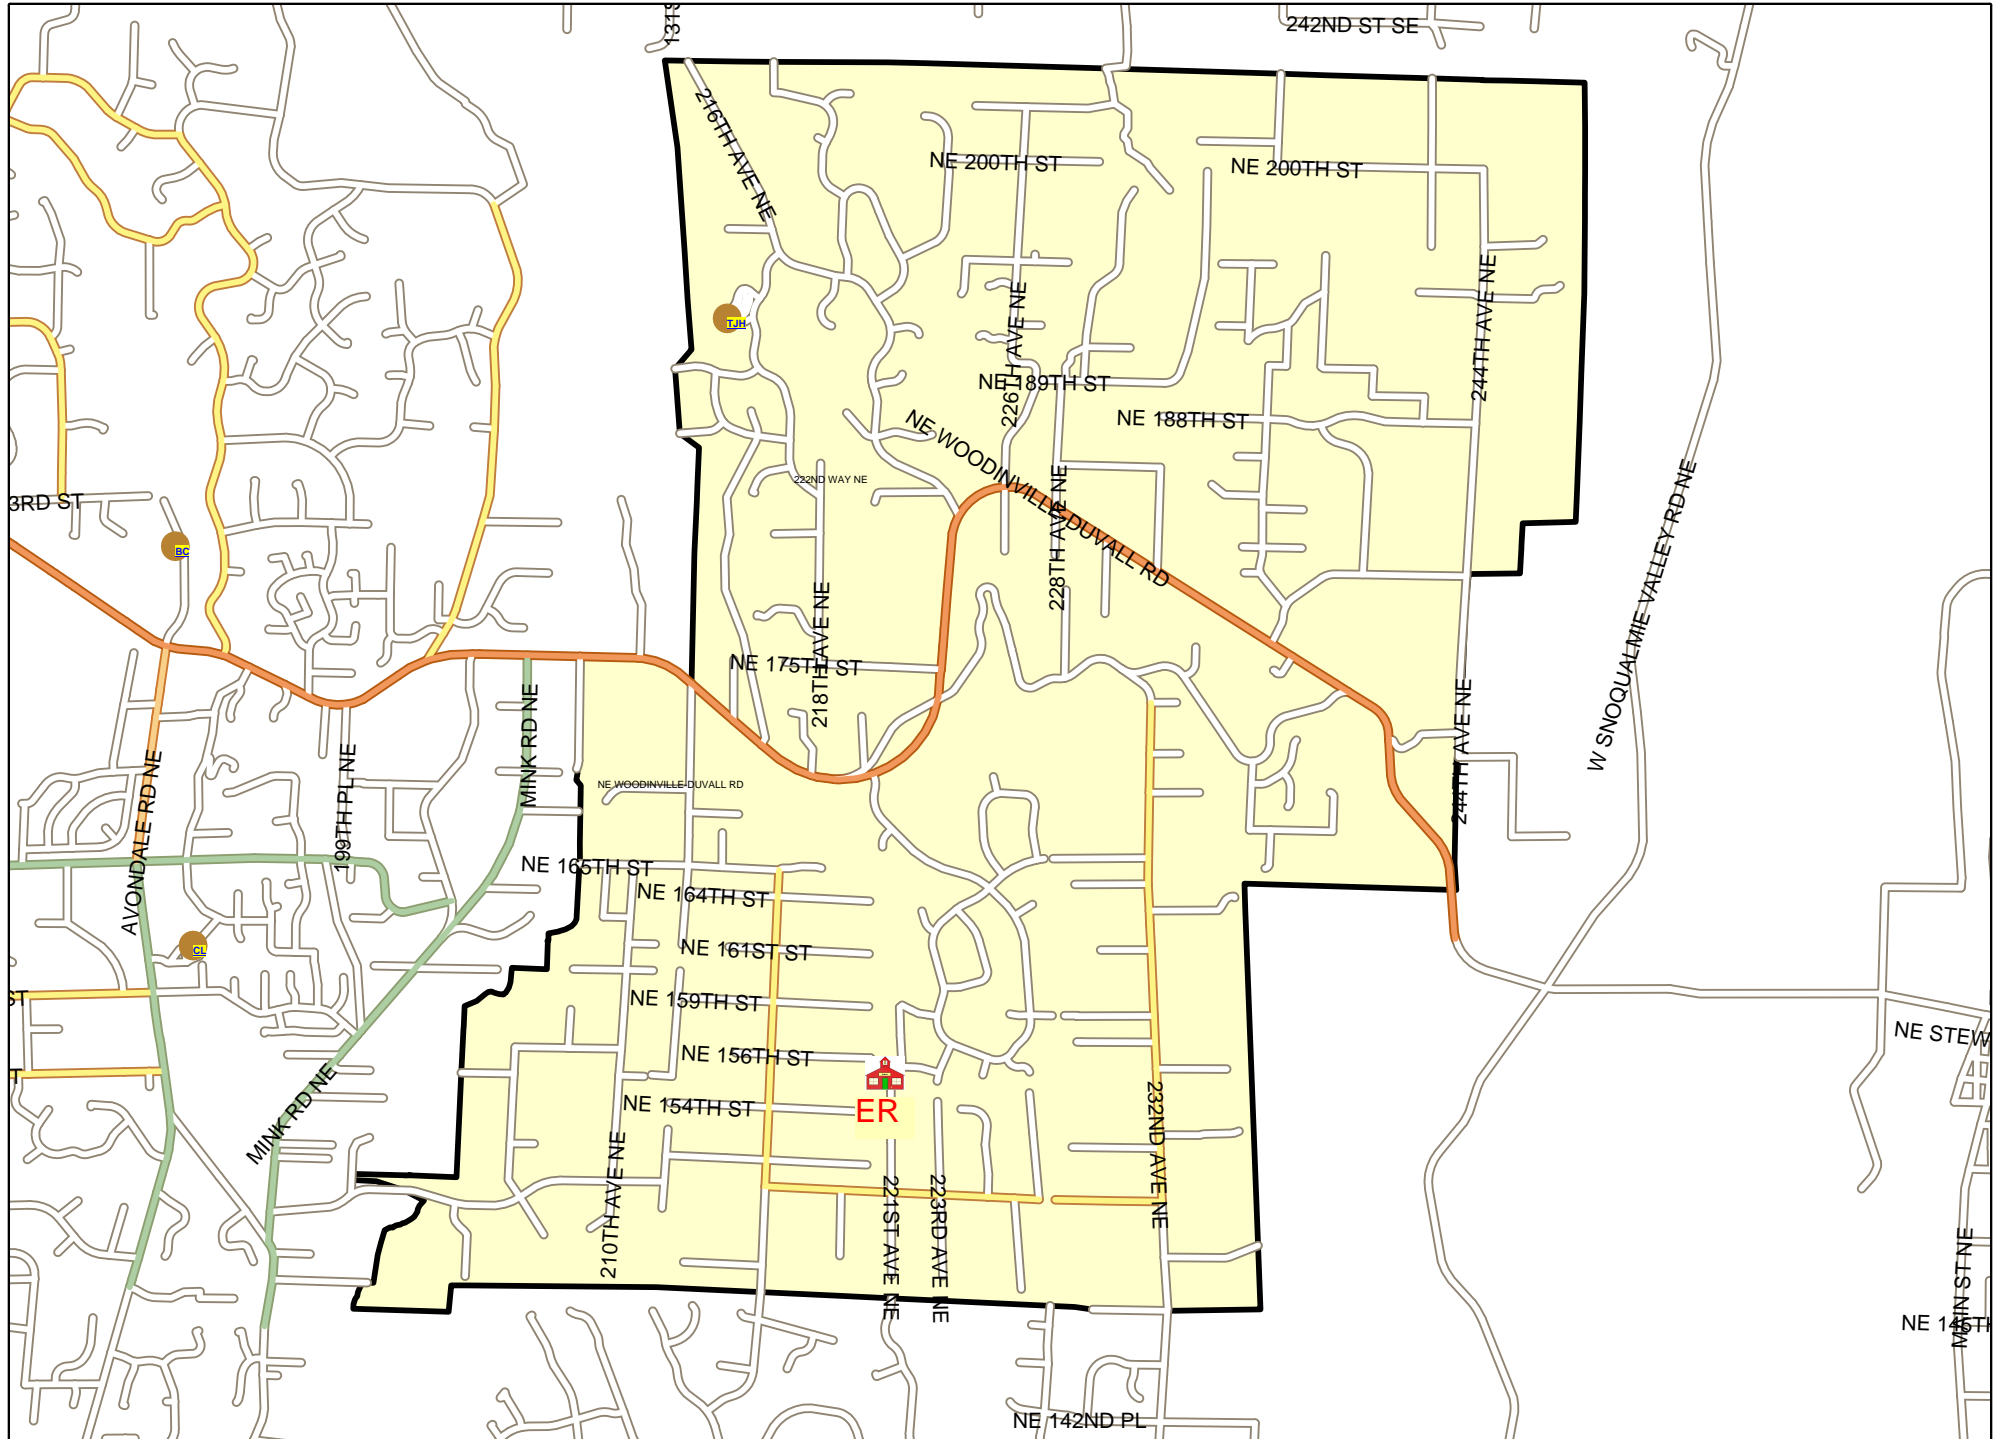 131S
242ND ST SE
216TH AVE NE
NE 200TH ST
NE 200TH ST
TJH
226TH AVE NE
244TH AVE NE
NE 189TH ST
NE 188TH ST
NE WOODINVILLE-DUVALL RD
222ND WAY NE
3RD ST
BC
228TH AVE NE
W SNOQUALMIE VALLEY RD NE
218TH AVE NE
NE 175TH ST
MINK RD NE
244TH AVE NE
199TH PL NE
AVONDALE RD NE
NE WOODINVILLE-DUVALL RD
NE 165TH ST
NE 164TH ST
CL
NE 161ST ST
ST
NE 159TH ST
NE STEW
NE 156TH ST
T
MINK RD NE
NE 154TH ST
ER
232ND AVE NE
210TH AVE NE
221ST AVE NE
223RD AVE NE
MAIN ST NE
NE 145TH
NE 142ND PL